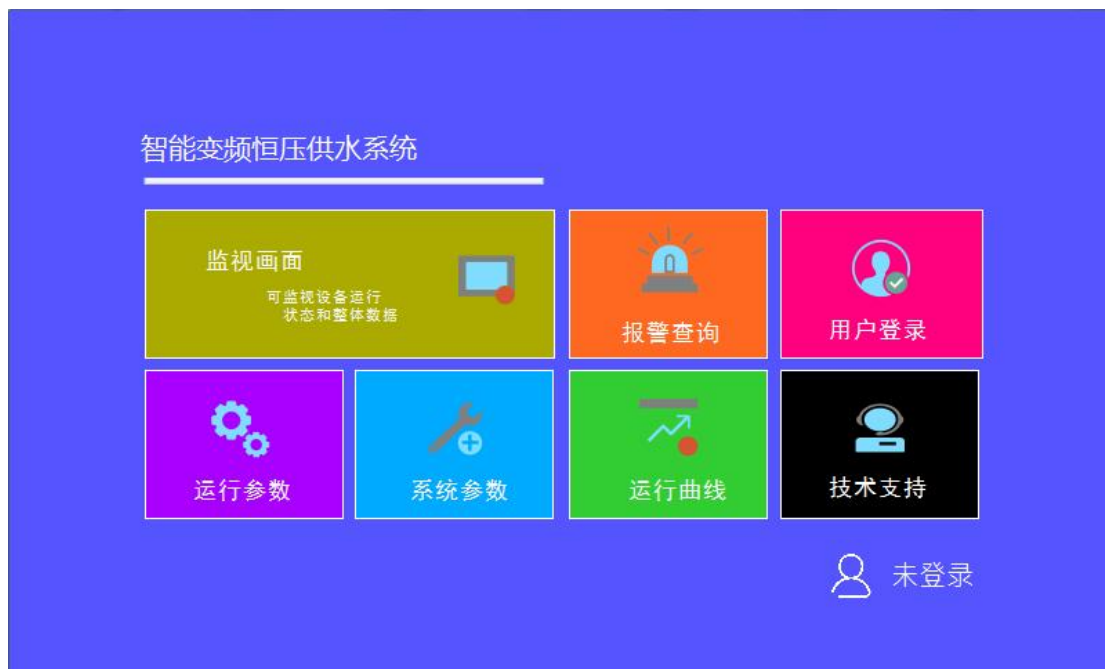 智能变频恒压供水系统
监视画面
可监视设备运行
状态和整体数据
报警查询
用户登录
运行参数
系统参数
运行曲线
技术支持
未登录